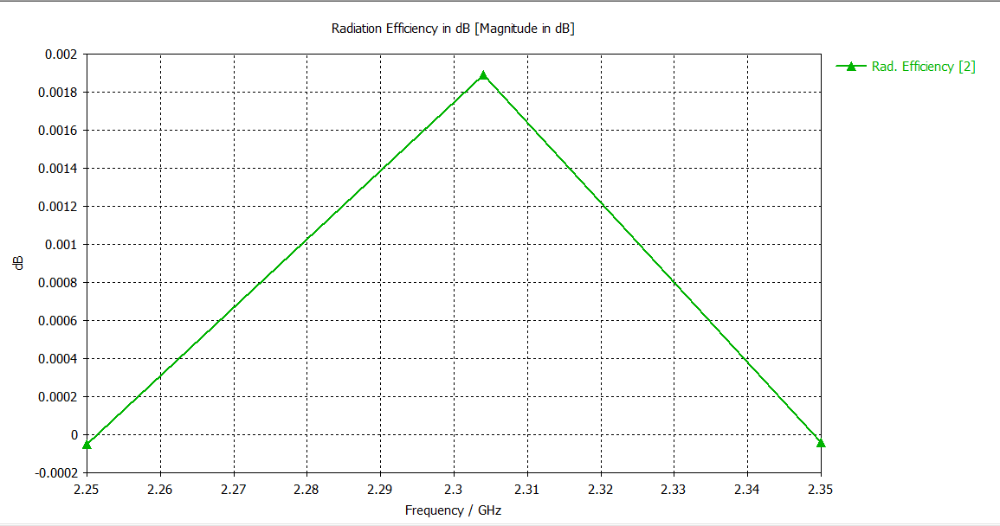 Radiation Efficiency in dB [Magnitude in dB]
0.002
0.0018
0.0016
0.0014
0.0012
0.001
0.0008
0.0006
0.0004
0.0002
0
-0.0002
dB
2.25 2.26 2.27 2.28 2.29 2.3 2.31 2.32 2.33 2.34 2.35
Frequency / GHz
Rad. Efficiency [2]